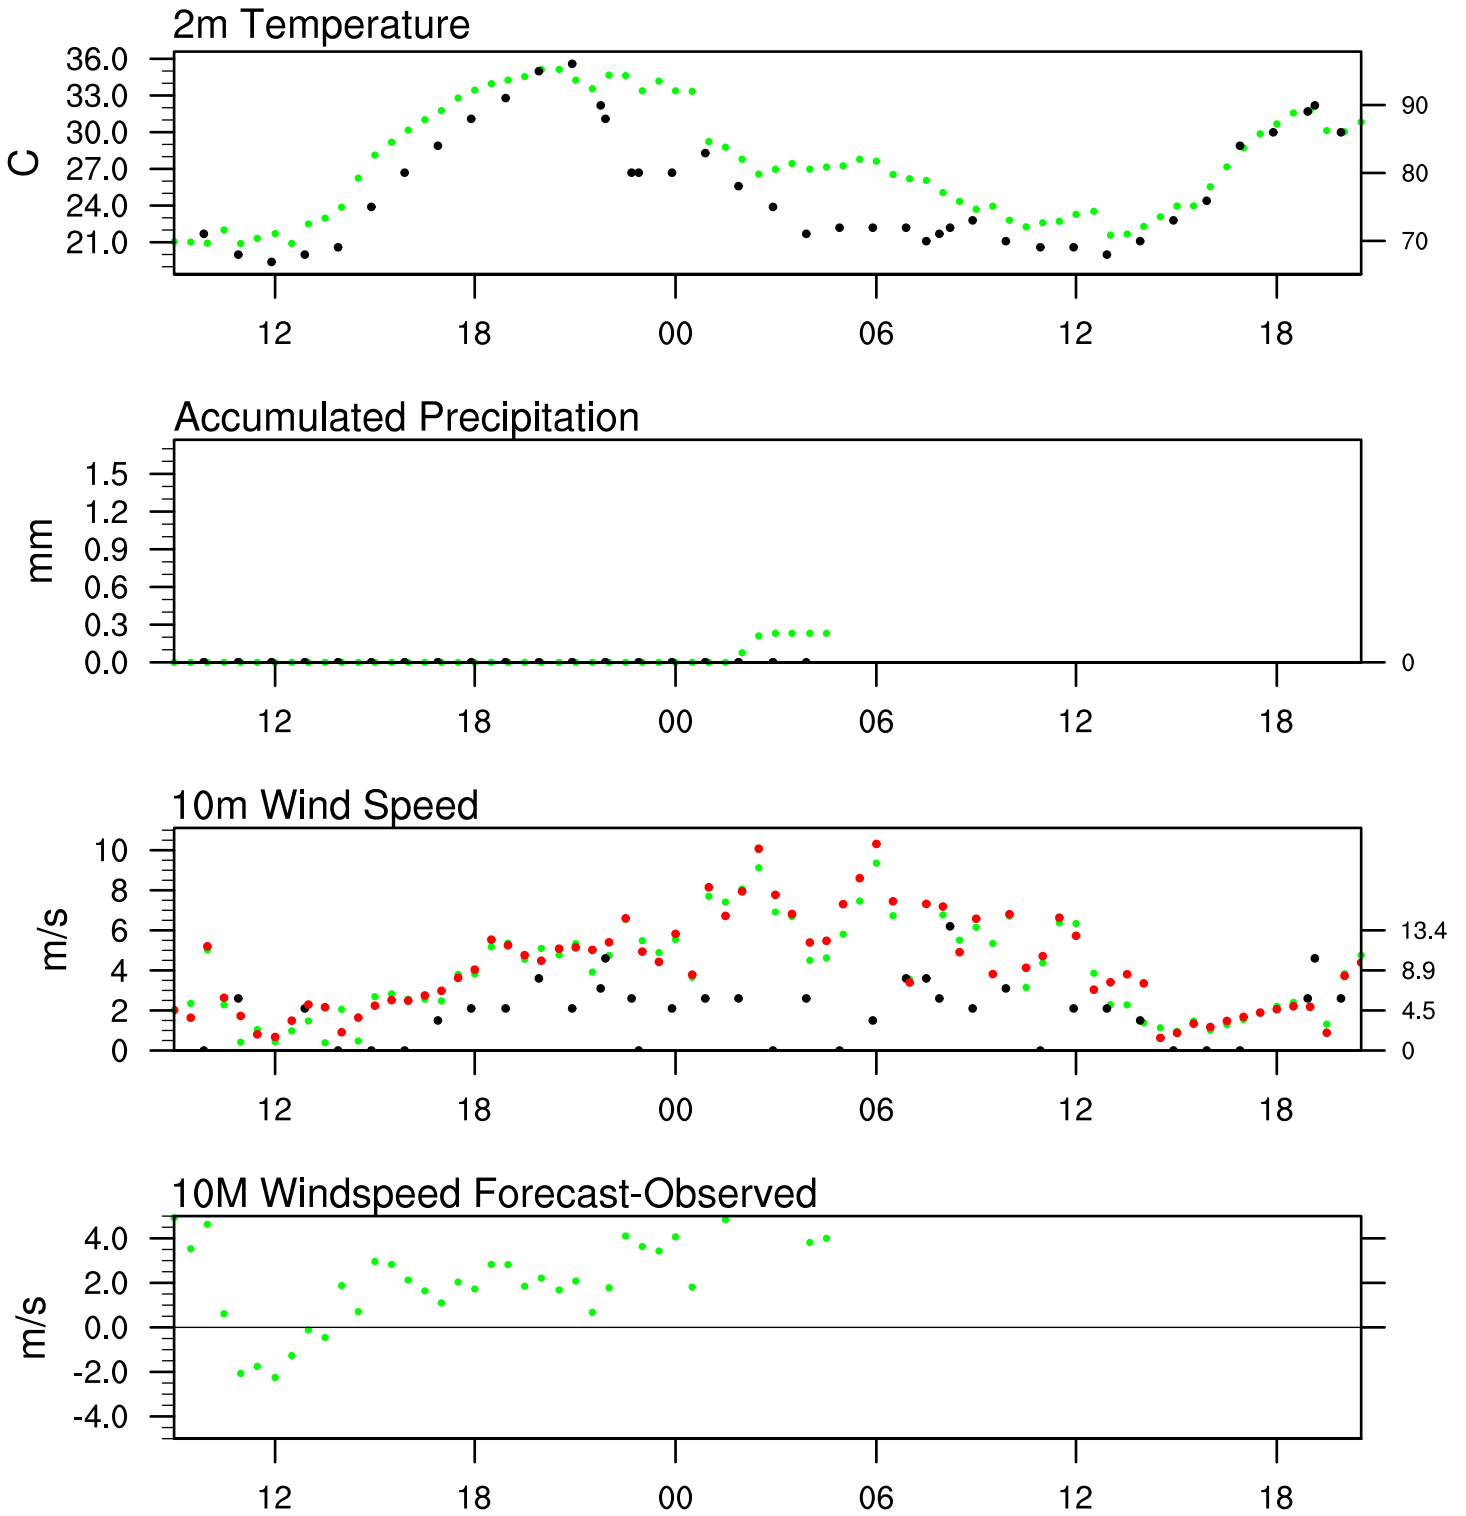 2m Temperature
C
36.0
33.0
30.0
27.0
24.0
21.0
90
80
70
12 18 00 06 12 18
Accumulated Precipitation
mm
1.5
1.2
0.9
0.6
0.3
0.0
0
12 18 00 06 12 18
10m Wind Speed
m/s
10
8
6
4
2
0
13.4
8.9
4.5
0
12 18 00 06 12 18
10M Windspeed Forecast-Observed
m/s
4.0
2.0
0.0
-2.0
-4.0
12 18 00 06 12 18